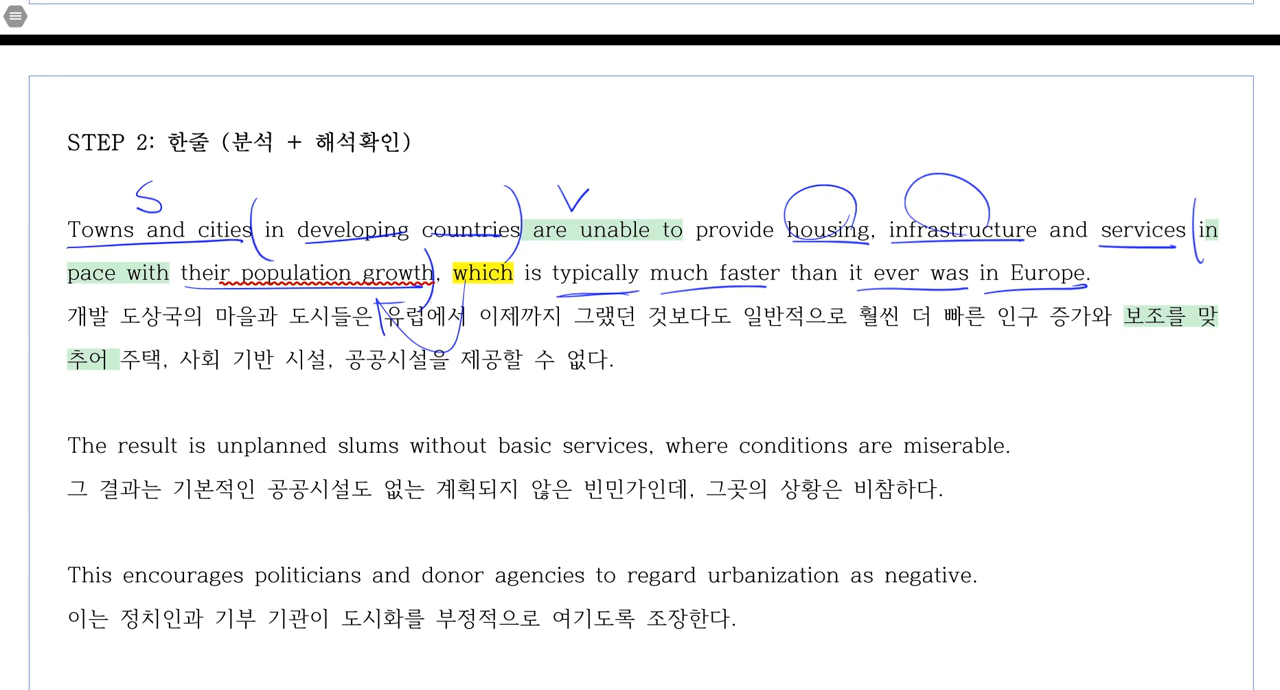 STEP 2: 한줄 (분석 + 해석확인)
S V
Towns and cities in developing countries are unable to provide housing, infrastructure and services in
pace with their population growth, which is typically much faster than it ever was in Europe.
개발 도상국의 마을과 도시들은 유럽에서 이제까지 그랬던 것보다도 일반적으로 훨씬 더 빠른 인구 증가와 보조를 맞
추어 주택, 사회 기반 시설, 공공시설을 제공할 수 없다.
The result is unplanned slums without basic services, where conditions are miserable.
그 결과는 기본적인 공공시설도 없는 계획되지 않은 빈민가인데, 그곳의 상황은 비참하다.
This encourages politicians and donor agencies to regard urbanization as negative.
이는 정치인과 기부 기관이 도시화를 부정적으로 여기도록 조장한다.